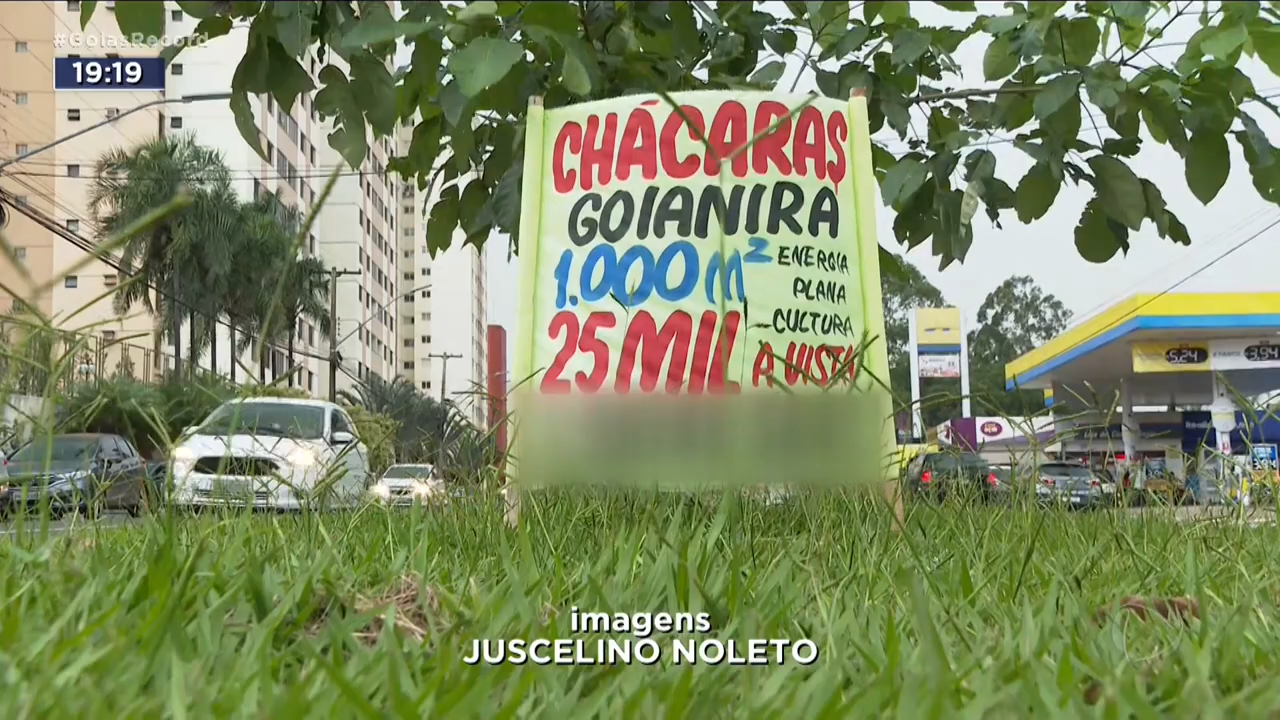 #GoiásRecord
19:19
CHÁCARAS
GOIANIRA
1.000 m²
ENERGIA
PLANA
CULTURA
25 MIL
A VISTA
5,24
3,94
imagens
JUSCELINO NOLETO